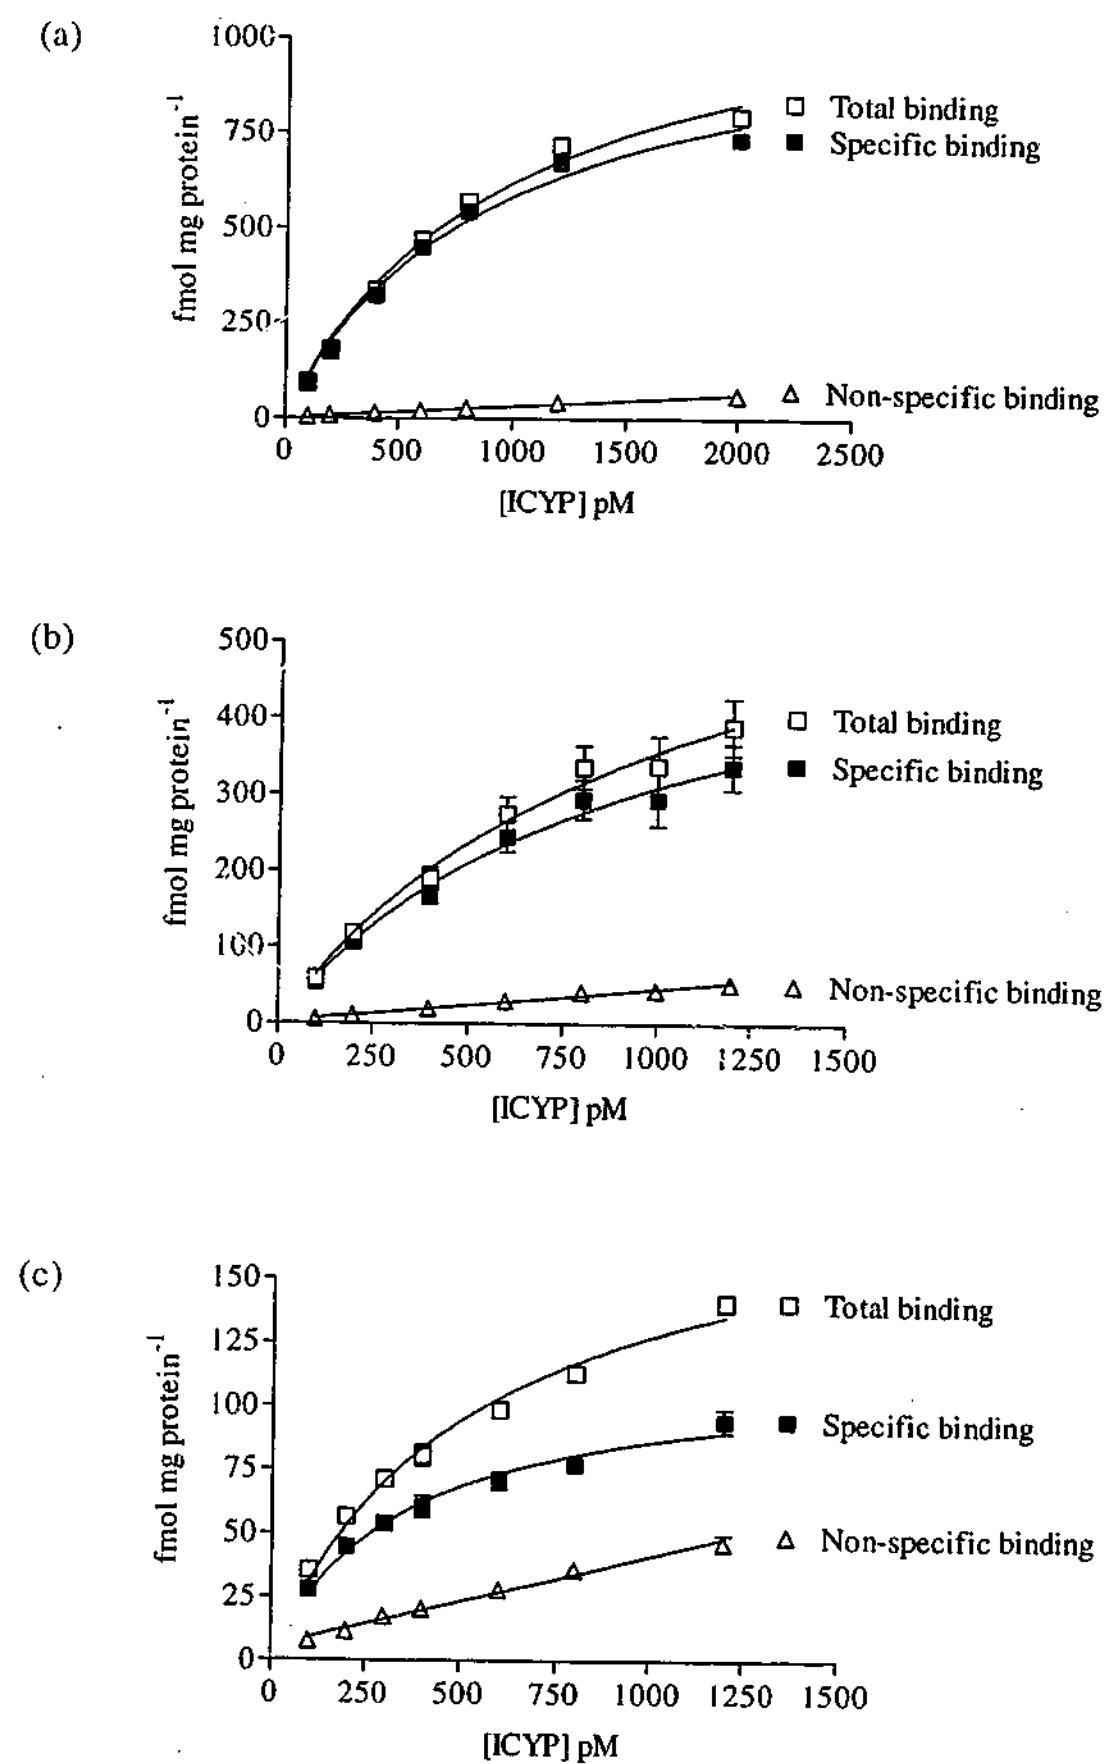 (a)
fmol mg protein-1
1000
750
500
250
0
0 500 1000 1500 2000 2500
[ICYP] pM
Total binding
Specific binding
Non-specific binding
(b)
fmol mg protein-1
500
400
300
200
100
0
0 250 500 750 1000 1250 1500
[ICYP] pM
Total binding
Specific binding
Non-specific binding
(c)
fmol mg protein-1
150
125
100
75
50
25
0
0 250 500 750 1000 1250 1500
[ICYP] pM
Total binding
Specific binding
Non-specific binding